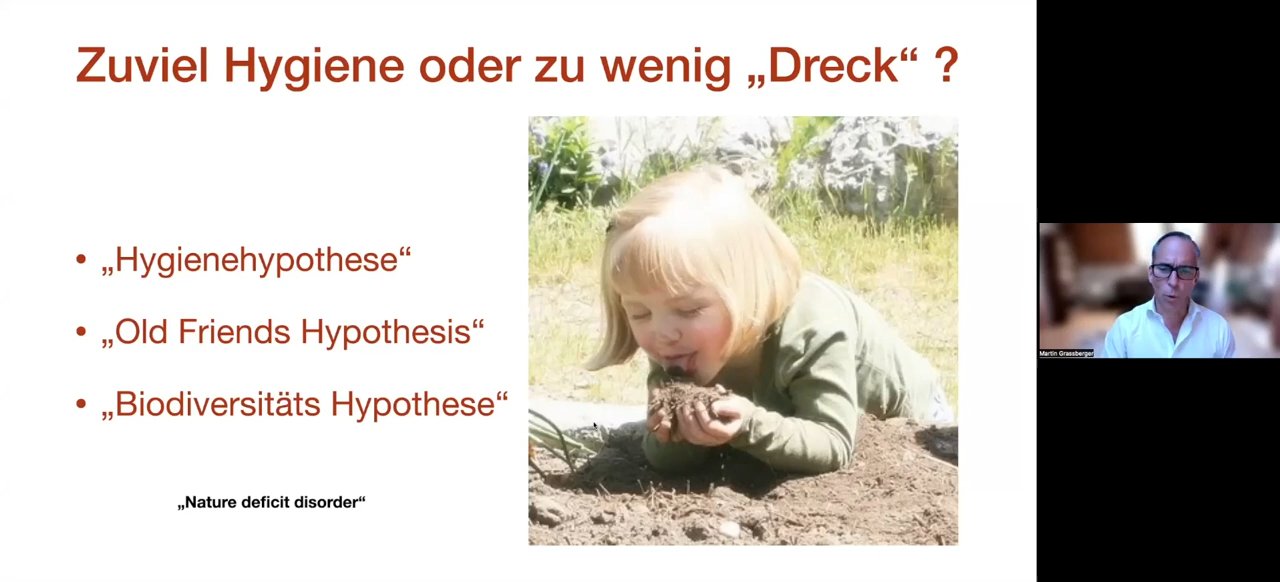 Zuviel Hygiene oder zu wenig „Dreck“ ?
• „Hygienehypothese“
• „Old Friends Hypothesis“
• „Biodiversitäts Hypothese“
„Nature deficit disorder“
Martin Grassberger